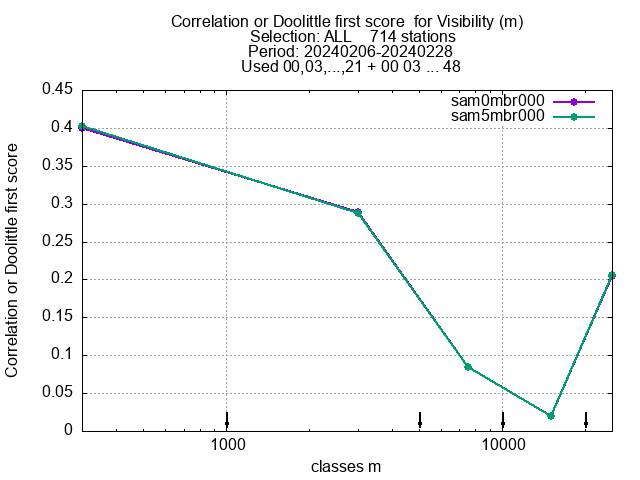 Correlation or Doolittle first score  for Visibility (m)
Selection: ALL    714 stations
Period: 20240206-20240228
Used 00,03,...,21 + 00 03 ... 48
sam0mbr000
sam5mbr000
0.45
0.4
0.35
0.3
0.25
0.2
0.15
0.1
0.05
0
Correlation or Doolittle first score
1000
10000
classes m